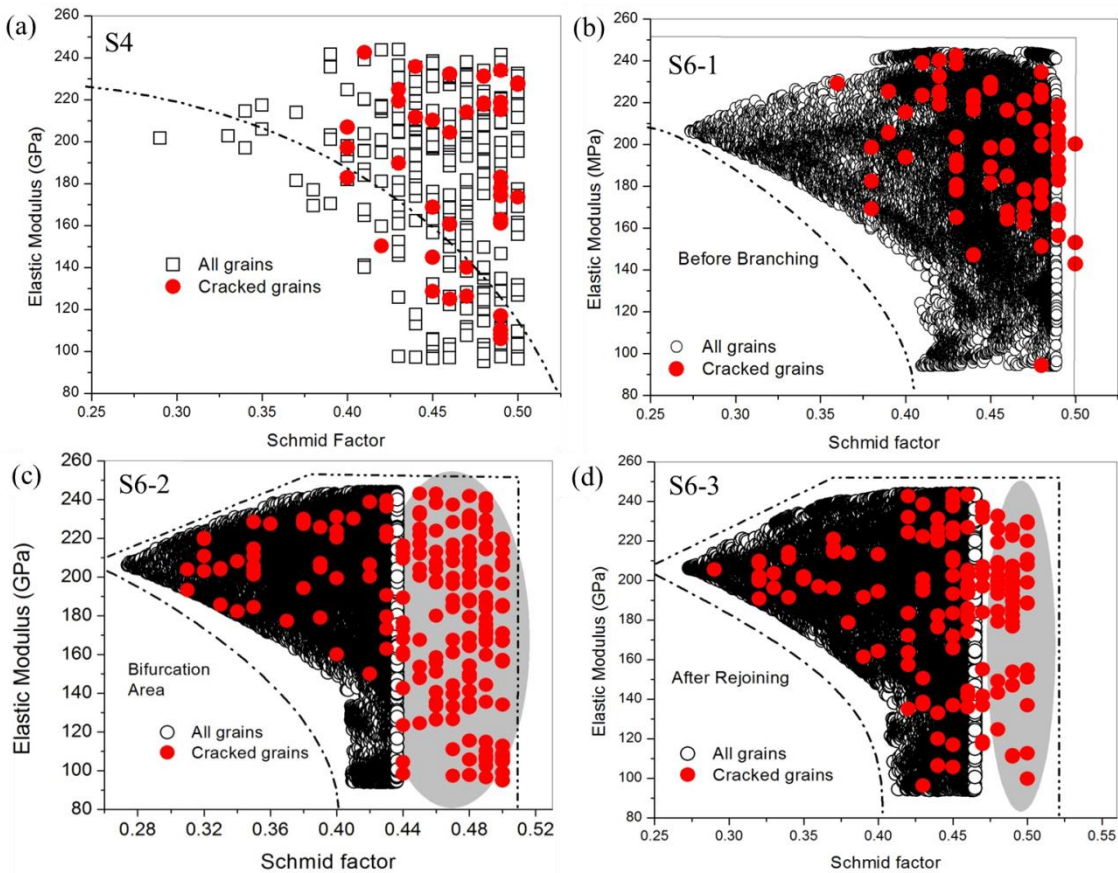 (a)
S4
Elastic Modulus (GPa)
260
240
220
200
180
160
140
120
100
80
All grains
Cracked grains
0.25 0.30 0.35 0.40 0.45 0.50
Schmid Factor
(b)
S6-1
Elastic Modulus (MPa)
260
240
220
200
180
160
140
120
100
80
Before Branching
All grains
Cracked grains
0.25 0.30 0.35 0.40 0.45 0.50
Schmid factor
(c)
S6-2
Elastic Modulus (GPa)
260
240
220
200
180
160
140
120
100
80
Bifurcation
Area
All grains
Cracked grains
0.28 0.32 0.36 0.40 0.44 0.48 0.52
Schmid factor
(d)
S6-3
Elastic Modulus (GPa)
260
240
220
200
180
160
140
120
100
80
After Rejoining
All grains
Cracked grains
0.25 0.30 0.35 0.40 0.45 0.50 0.55
Schmid factor